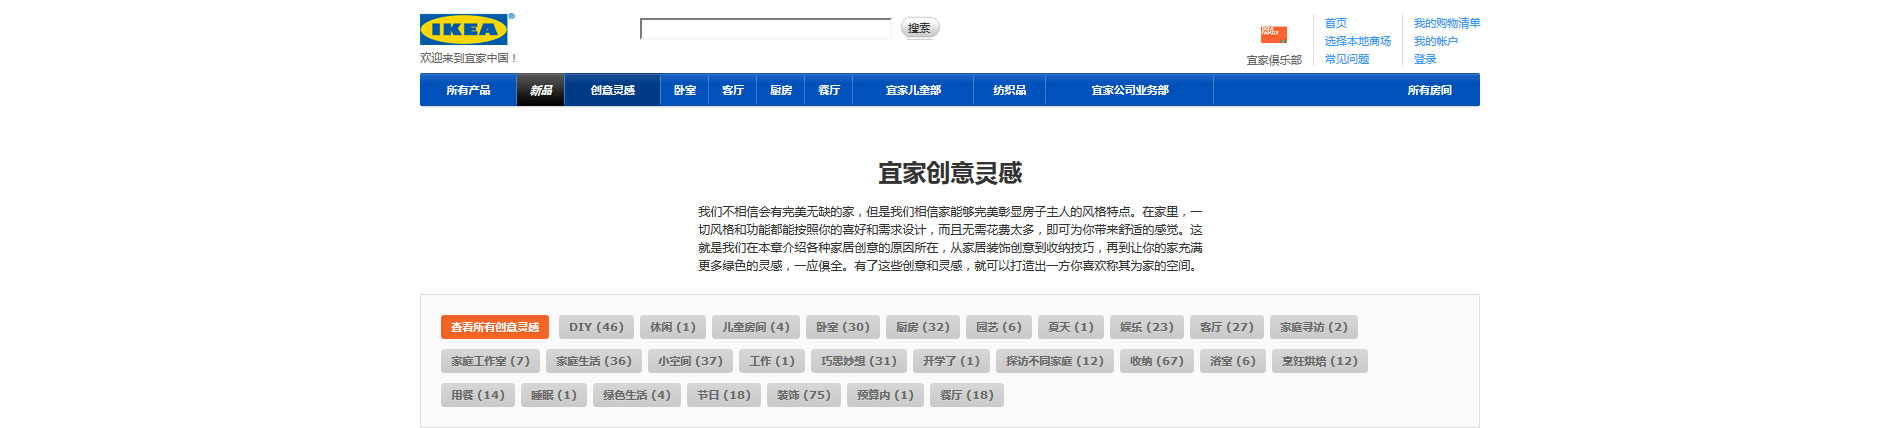 IKEA®
欢迎来到宜家中国！
搜索
IKEA FAMILY
宜家俱乐部
首页
选择本地商场
常见问题
我的购物清单
我的帐户
登录
所有产品 新品 创意灵感 卧室 客厅 厨房 餐厅 宜家儿童部 纺织品 宜家公司业务部 所有房间
宜家创意灵感
我们不相信会有完美无缺的家，但是我们相信家能够完美彰显房子主人的风格特点。在家里，一
切风格和功能都能按照你的喜好和需求设计，而且无需花费太多，即可为你带来舒适的感觉。这
就是我们在本章介绍各种家居创意的原因所在，从家居装饰创意到收纳技巧，再到让你的家充满
更多绿色的灵感，一应俱全。有了这些创意和灵感，就可以打造出一方你喜欢称其为家的空间。
查看所有创意灵感 DIY (46) 休闲 (1) 儿童房间 (4) 卧室 (30) 厨房 (32) 园艺 (6) 夏天 (1) 娱乐 (23) 客厅 (27) 家庭寻访 (2)
家庭工作室 (7) 家庭生活 (36) 小空间 (37) 工作 (1) 巧思妙想 (31) 开学了 (1) 探访不同家庭 (12) 收纳 (67) 浴室 (6) 烹饪烘焙 (12)
用餐 (14) 睡眠 (1) 绿色生活 (4) 节日 (18) 装饰 (75) 预算内 (1) 餐厅 (18)